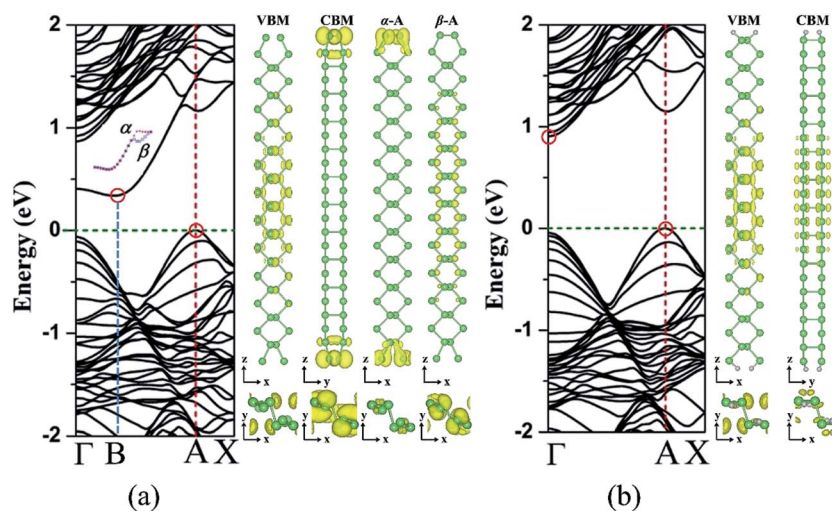 VBM CBM α-A β-A
VBM CBM
2
1
0
-1
-2
Energy (eV)
α
β
z
x
z
y
z
x
z
x
y
x
y
x
y
x
y
x
Γ B A X
(a)
2
1
0
-1
-2
Energy (eV)
z
x
z
y
y
x
y
x
Γ A X
(b)